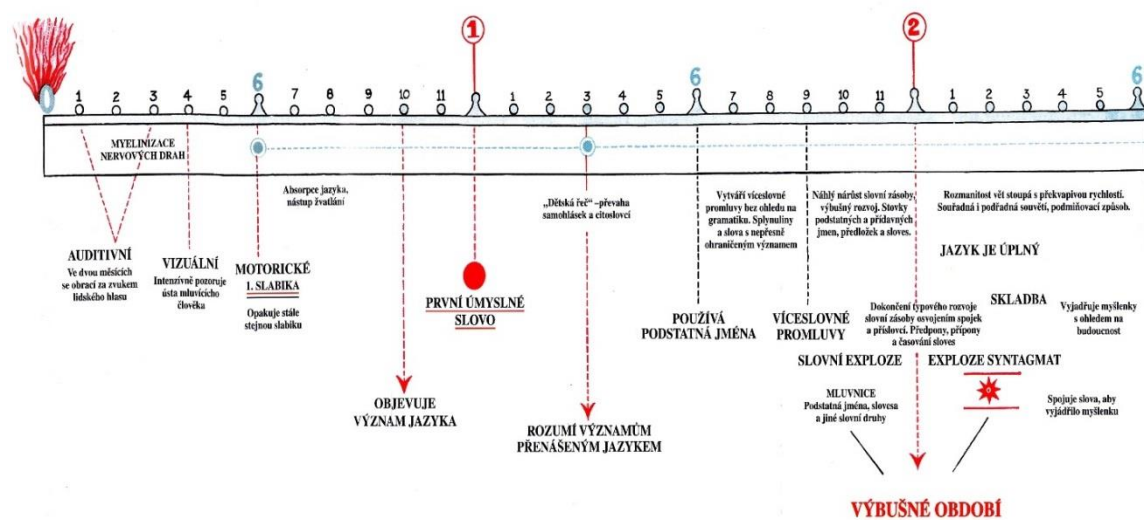 1
2
0
1 2 3 4 5 6 7 8 9 10 11 1 2 3 4 5 6 7 8 9 10 11 1 2 3 4 5 6
MYELINIZACE
NERVOVÝCH DRAH
AUDITIVNÍ
Ve dvou měsících
se obrací za zvukem
lidského hlasu
VIZUÁLNÍ
Intenzívně pozoruje
ústa mluvícího
člověka
MOTORICKÉ
1. SLABIKA
Opakuje stále
stejnou slabiku
Absorpce jazyka,
nástup žvatlání
OBJEVUJE
VÝZNAM JAZYKA
PRVNÍ ÚMYSLNÉ
SLOVO
„Dětská řeč“ –převaha
samohlásek a citoslovcí
ROZUMÍ VÝZNAMŮM
PŘENÁŠENÝM JAZYKEM
Vytváří víceslovné
promluvy bez ohledu na
gramatiku. Splynuliny
a slova s nepřesně
ohraničeným významem
POUŽÍVÁ
PODSTATNÁ JMÉNA
Náhlý nárůst slovní zásoby,
výbušný rozvoj. Stovky
podstatných a přídavných
jmen, předložek a sloves.
VÍCESLOVNÉ
PROMLUVY
Rozmanitost vět stoupá s překvapivou rychlostí.
Souřadná i podřadná souvětí, podmiňovací způsob.
JAZYK JE ÚPLNÝ
Dokončení typového rozvoje
slovní zásoby osvojením spojek
a příslovcí. Předpony, přípony
a časování sloves
SKLADBA
Vyjadřuje myšlenky
s ohledem na
budoucnost
SLOVNÍ EXPLOZE
EXPLOZE SYNTAGMAT
MLUVNICE
Podstatná jména, slovesa
a jiné slovní druhy
Spojuje slova, aby
vyjádřilo myšlenku
VÝBUŠNÉ OBDOBÍ